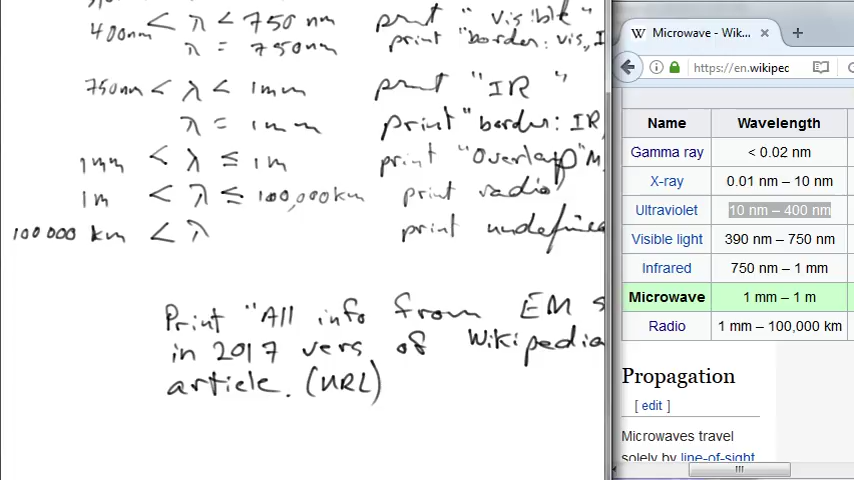 400nm < λ < 750 nm print "visible"
λ = 750nm print "border: vis, I
750nm < λ < 1mm print "IR"
λ = 1mm print "border: IR,
1mm < λ ≤ 1m print "Overlap" M,
1m < λ ≤ 100,000km print radio
100 000 km < λ print undefined
Print "All info from EM s
in 2017 vers of Wikipedia
article. (URL)
Microwave - Wik...
https://en.wikipec
Name Wavelength
Gamma ray < 0.02 nm
X-ray 0.01 nm – 10 nm
Ultraviolet 10 nm – 400 nm
Visible light 390 nm – 750 nm
Infrared 750 nm – 1 mm
Microwave 1 mm – 1 m
Radio 1 mm – 100,000 km
Propagation
[ edit ]
Microwaves travel
solely by line-of-sight